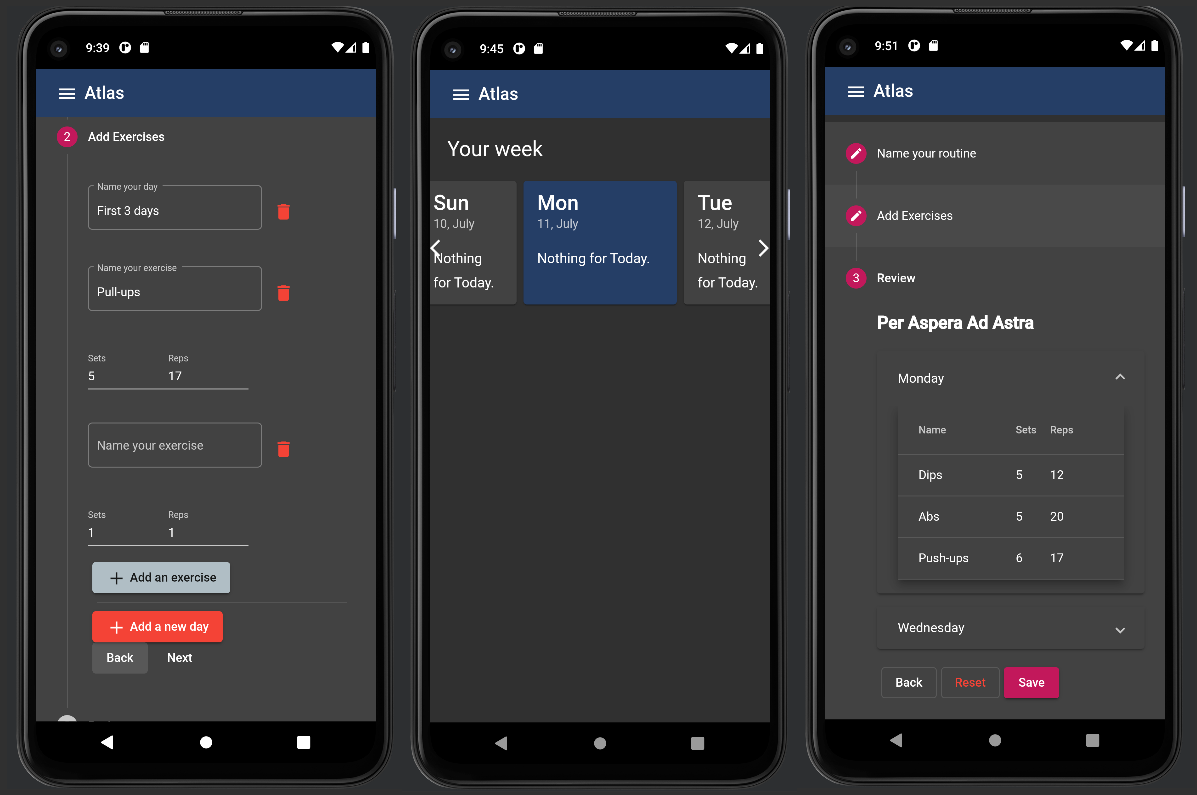 9:39
Atlas
2 Add Exercises
Name your day
First 3 days
Name your exercise
Pull-ups
Sets Reps
5 17
Name your exercise
Sets Reps
1 1
+ Add an exercise
+ Add a new day
Back Next
9:45
Atlas
Your week
Sun
10, July
Nothing
for Today.
Mon
11, July
Nothing for Today.
Tue
12, July
Nothing
for Today.
9:51
Atlas
Name your routine
Add Exercises
3 Review
Per Aspera Ad Astra
Monday
Name Sets Reps
Dips 5 12
Abs 5 20
Push-ups 6 17
Wednesday
Back Reset Save